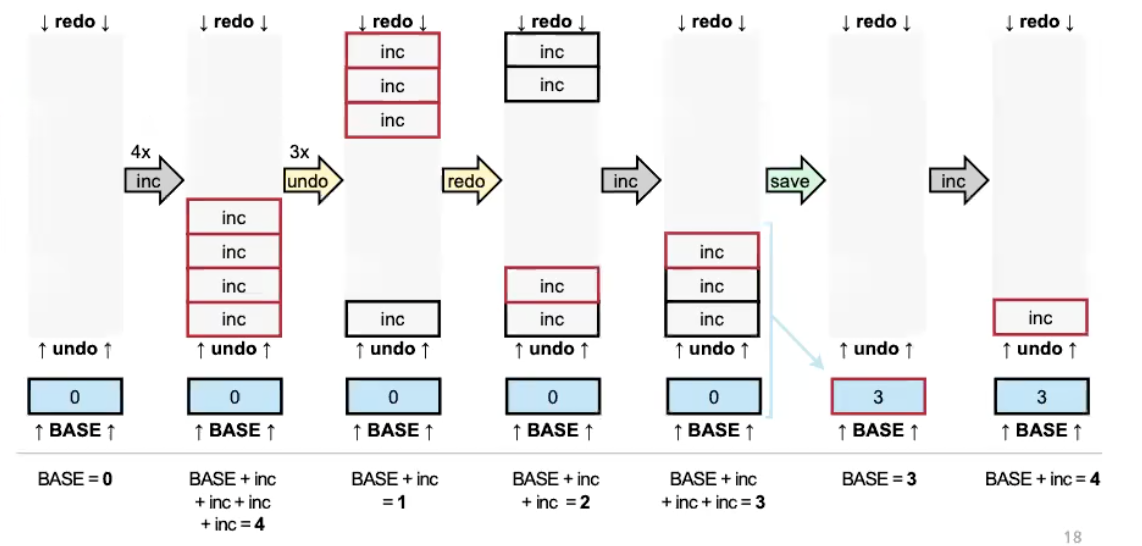 ↓ redo ↓
↓ redo ↓
↓ redo ↓
↓ redo ↓
↓ redo ↓
↓ redo ↓
↓ redo ↓
inc
inc
inc
inc
inc
4x
inc
3x
undo
redo
inc
save
inc
inc
inc
inc
inc
inc
inc
inc
inc
inc
inc
inc
inc
↑ undo ↑
↑ undo ↑
↑ undo ↑
↑ undo ↑
↑ undo ↑
↑ undo ↑
↑ undo ↑
0
0
0
0
0
3
3
↑ BASE ↑
↑ BASE ↑
↑ BASE ↑
↑ BASE ↑
↑ BASE ↑
↑ BASE ↑
↑ BASE ↑
BASE = 0
BASE + inc
+ inc + inc
+ inc = 4
BASE + inc
= 1
BASE + inc
+ inc = 2
BASE + inc
+ inc + inc = 3
BASE = 3
BASE + inc = 4
18